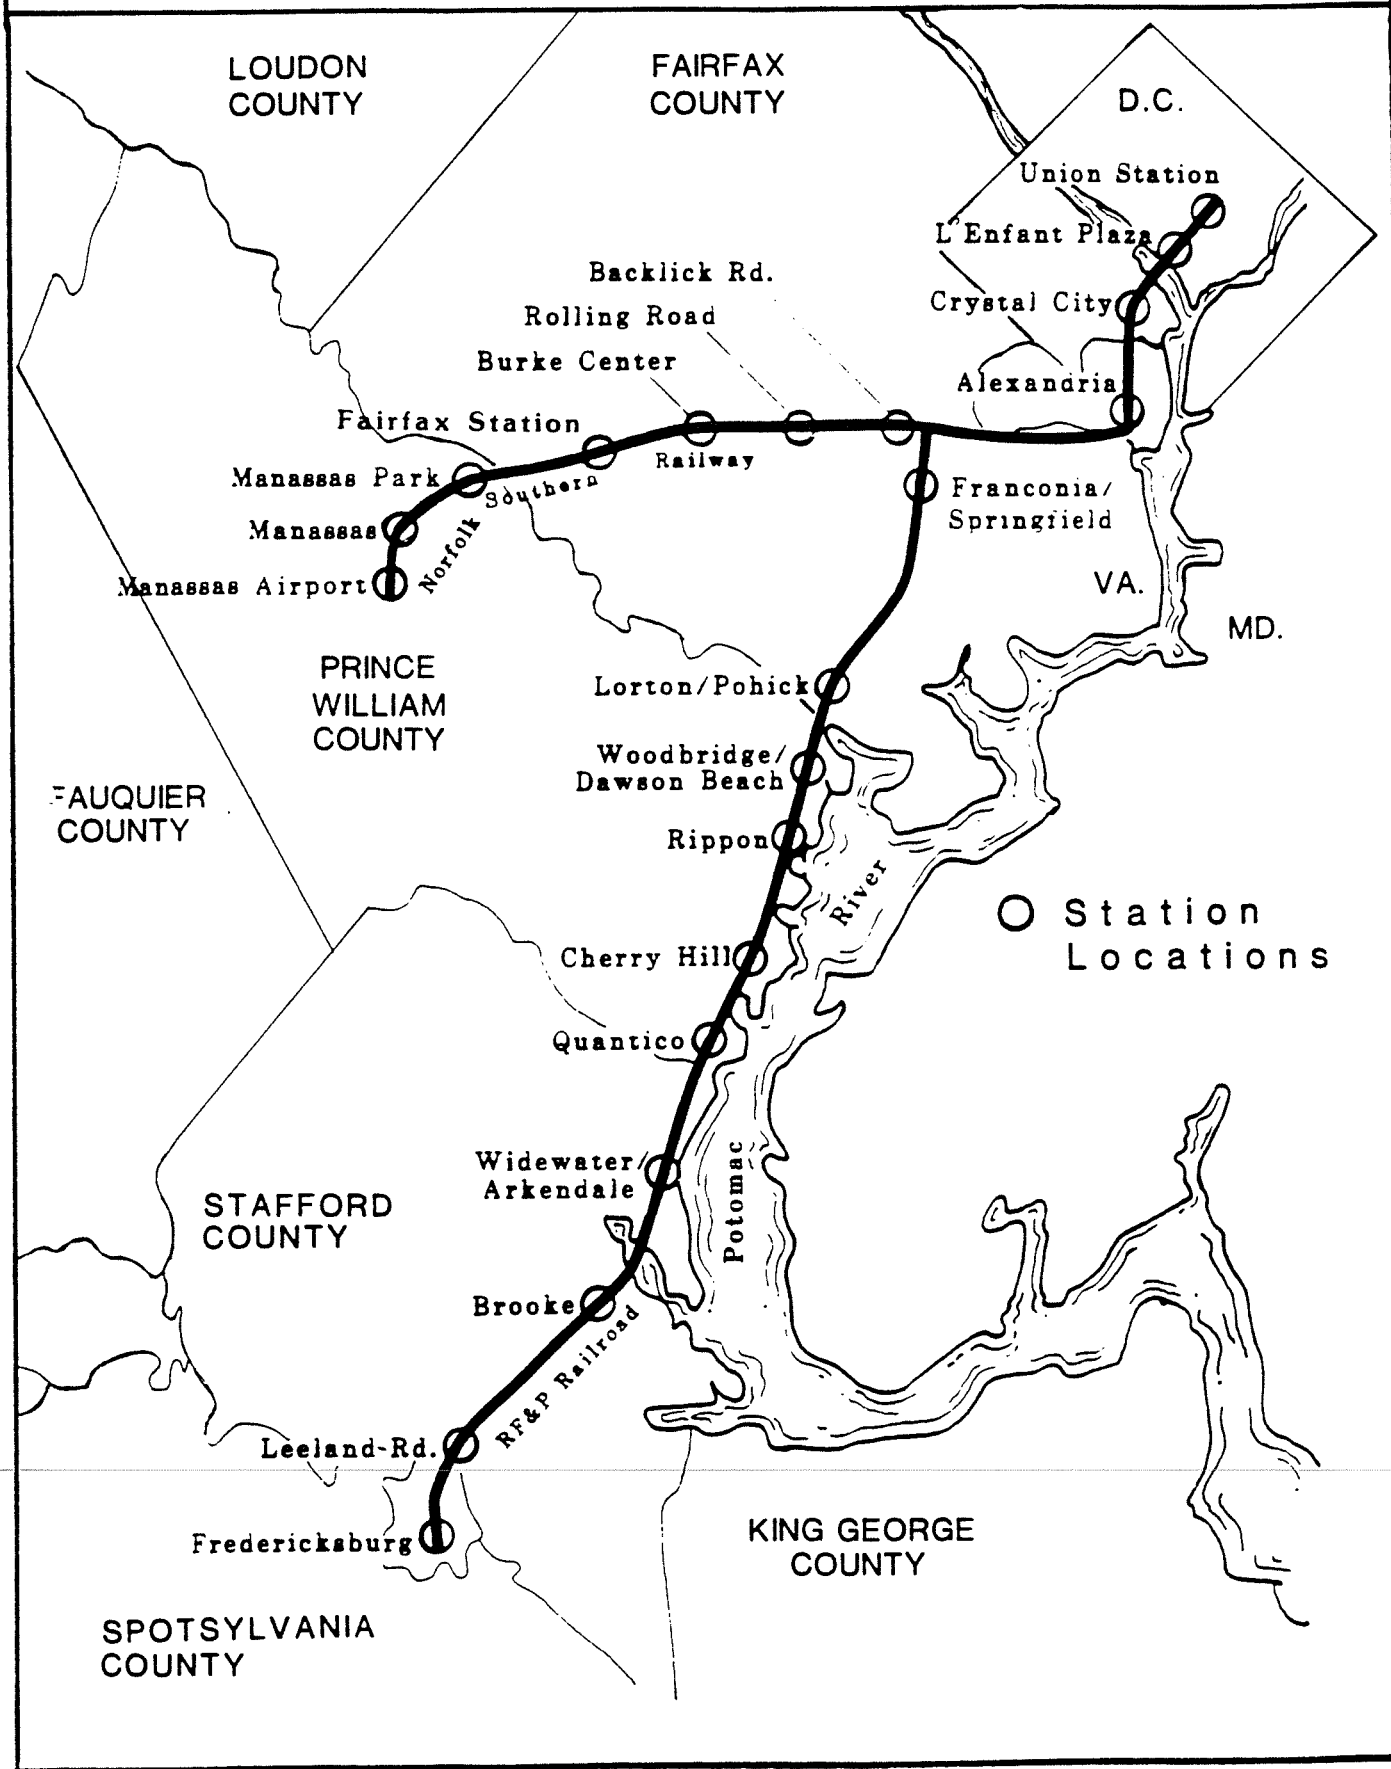 LOUDON
COUNTY
FAIRFAX
COUNTY
D.C.
Union Station
L'Enfant Plaza
Crystal City
Alexandria
Backlick Rd.
Rolling Road
Burke Center
Fairfax Station
Manassas Park
Manassas
Manassas Airport
Norfolk Southern Railway
Franconia/
Springfield
VA.
MD.
PRINCE
WILLIAM
COUNTY
Lorton/Pohick
Woodbridge/
Dawson Beach
FAUQUIER
COUNTY
Rippon
Potomac River
Station
Locations
Cherry Hill
Quantico
Widewater/
Arkendale
STAFFORD
COUNTY
Brooke
RF&P Railroad
Leeland-Rd.
Fredericksburg
KING GEORGE
COUNTY
SPOTSYLVANIA
COUNTY